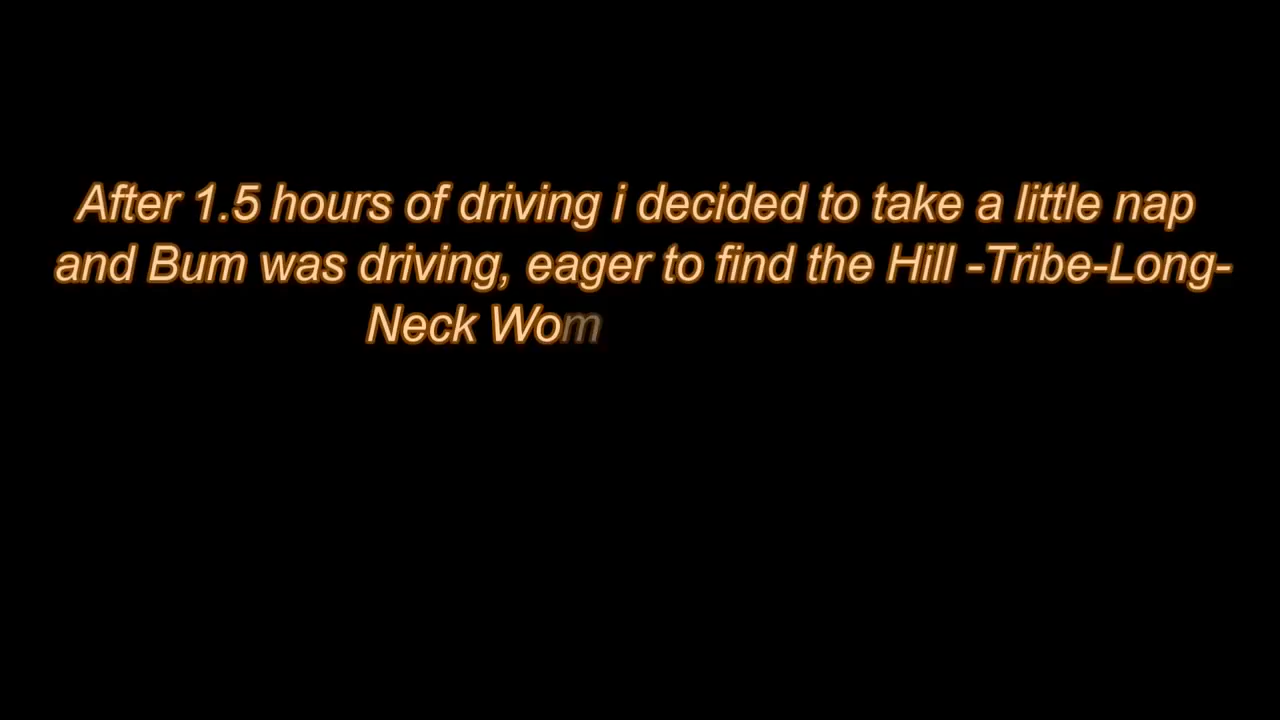 After 1.5 hours of driving i decided to take a little nap
and Bum was driving, eager to find the Hill -Tribe-Long-
Neck Wom